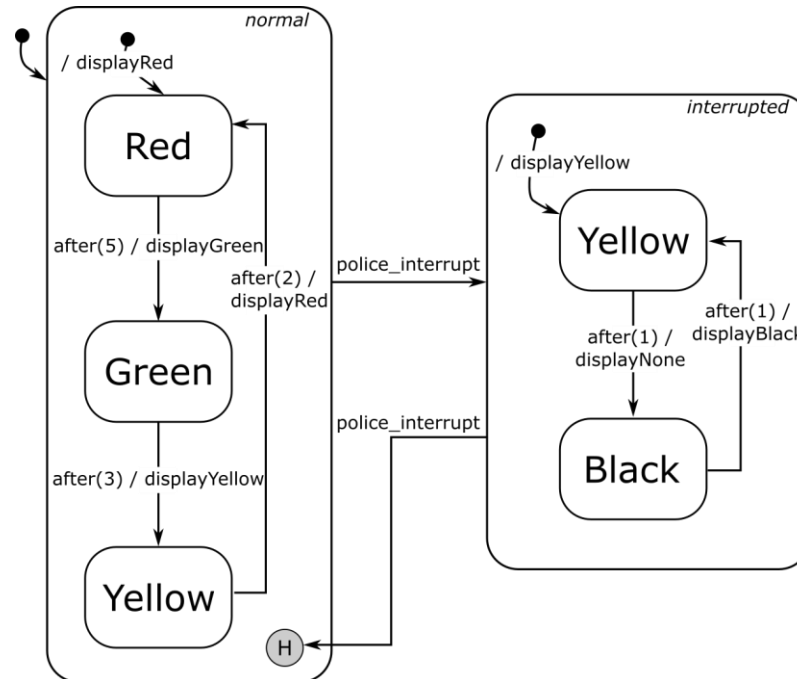 normal
/ displayRed
Red
after(5) / displayGreen
after(2) /
displayRed
Green
after(3) / displayYellow
Yellow
H
police_interrupt
police_interrupt
interrupted
/ displayYellow
Yellow
after(1) /
displayNone
after(1) /
displayBlack
Black